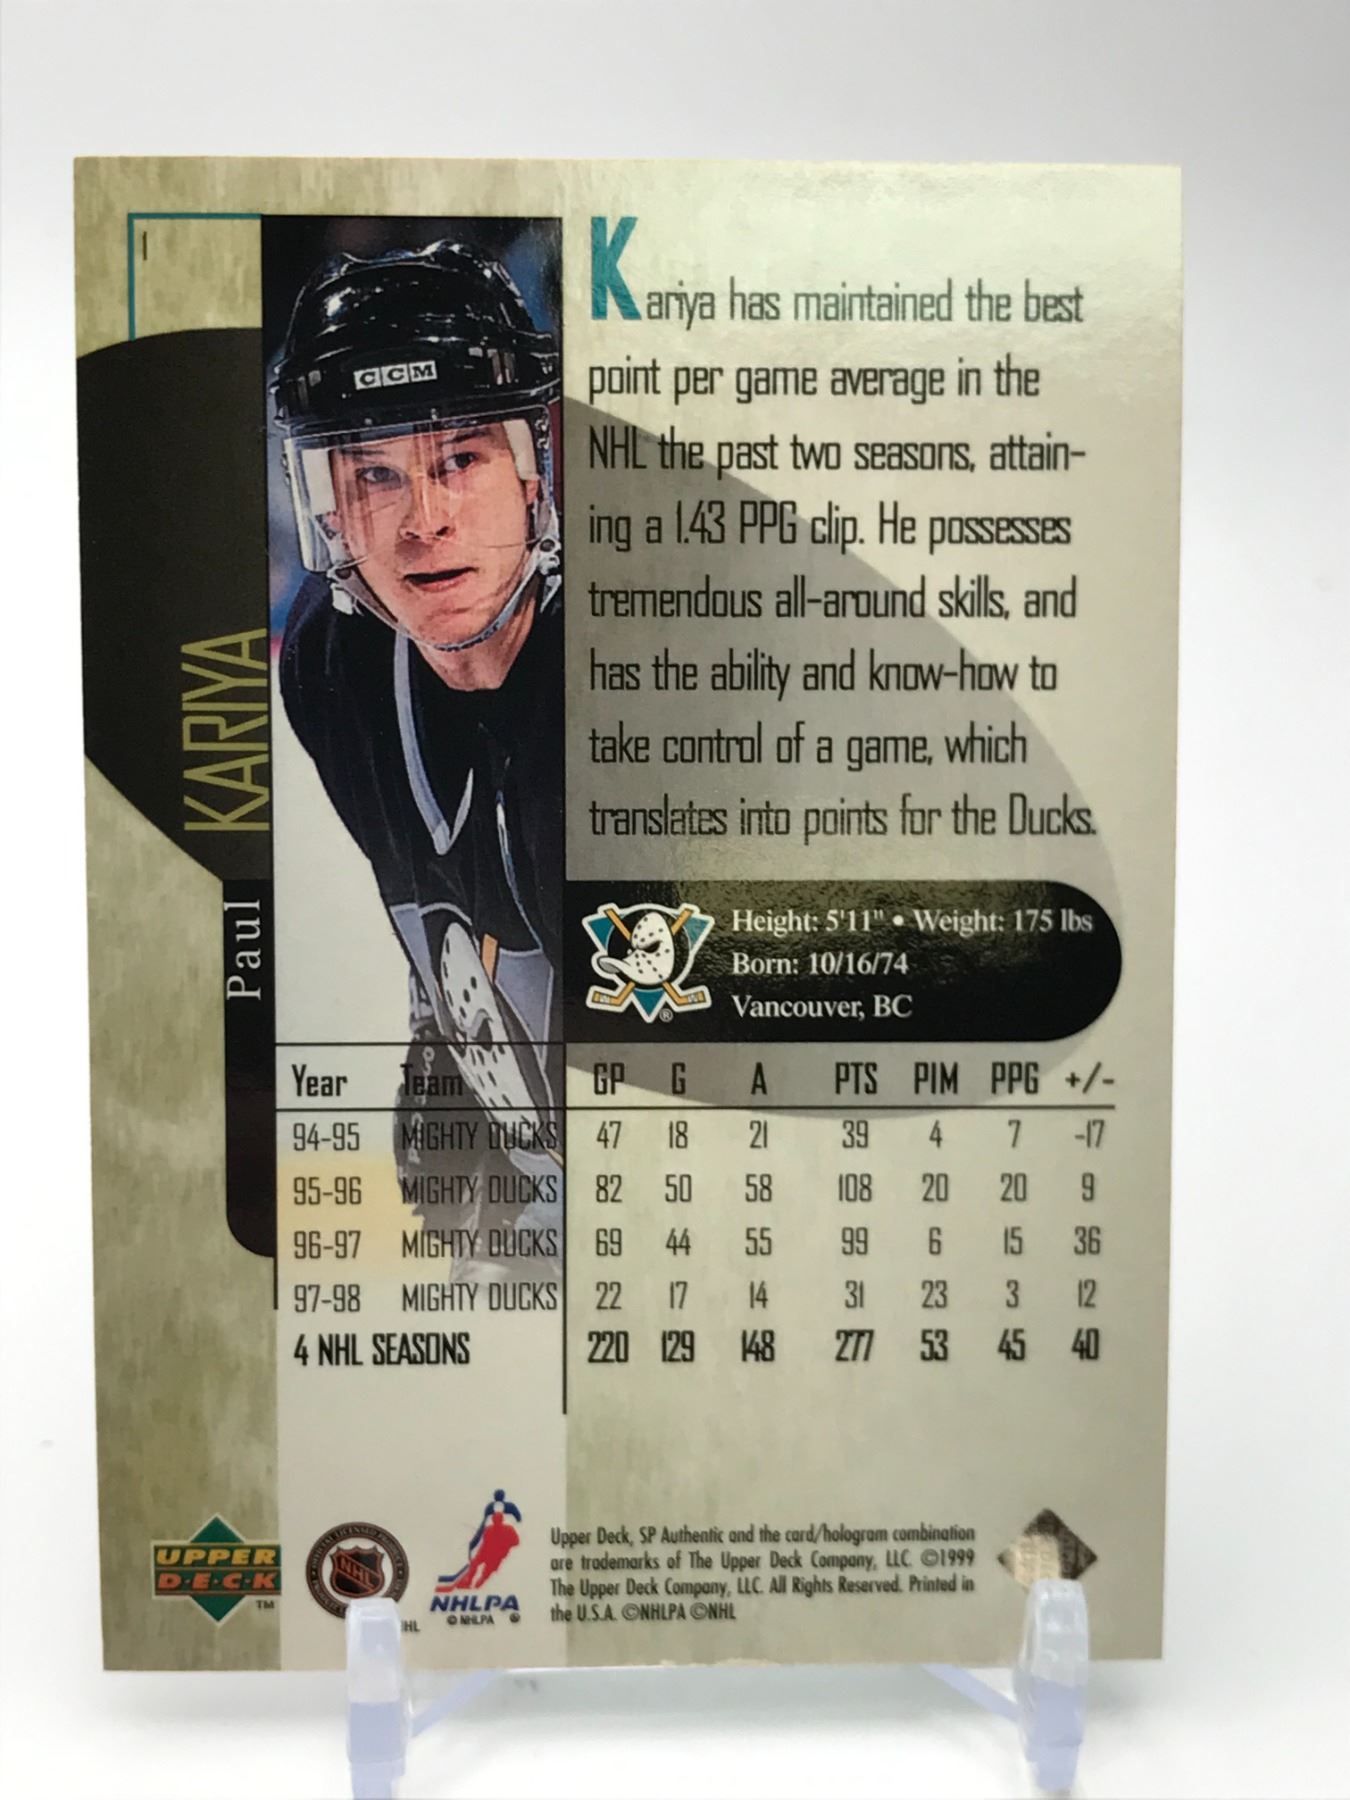 1
CCM
Paul KARIYA
Kariya has maintained the best
point per game average in the
NHL the past two seasons, attain-
ing a 1.43 PPG clip. He possesses
tremendous all-around skills, and
has the ability and know-how to
take control of a game, which
translates into points for the Ducks.
Height: 5'11" • Weight: 175 lbs
Born: 10/16/74
Vancouver, BC
®
Year Team GP G A PTS PIM PPG +/-
94-95 MIGHTY DUCKS 47 18 21 39 4 7 -17
95-96 MIGHTY DUCKS 82 50 58 108 20 20 9
96-97 MIGHTY DUCKS 69 44 55 99 6 15 36
97-98 MIGHTY DUCKS 22 17 14 31 23 3 12
4 NHL SEASONS 220 129 148 277 53 45 40
UPPER
D·E·C·K
TM
NHL
HL
NHLPA
© NHLPA ®
Upper Deck, SP Authentic and the card/hologram combination
are trademarks of The Upper Deck Company, LLC. ©1999
The Upper Deck Company, LLC. All Rights Reserved. Printed in
the U.S.A. ©NHLPA ©NHL